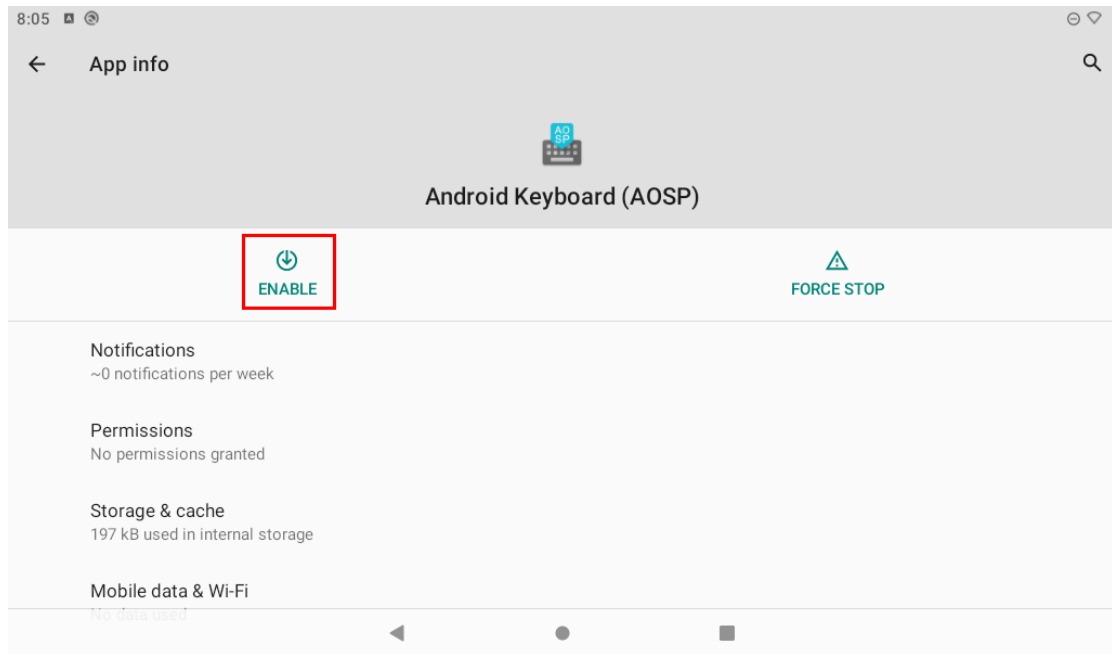 8:05
App info
AO
SP
Android Keyboard (AOSP)
ENABLE
FORCE STOP
Notifications
~0 notifications per week
Permissions
No permissions granted
Storage & cache
197 kB used in internal storage
Mobile data & Wi-Fi
No data used